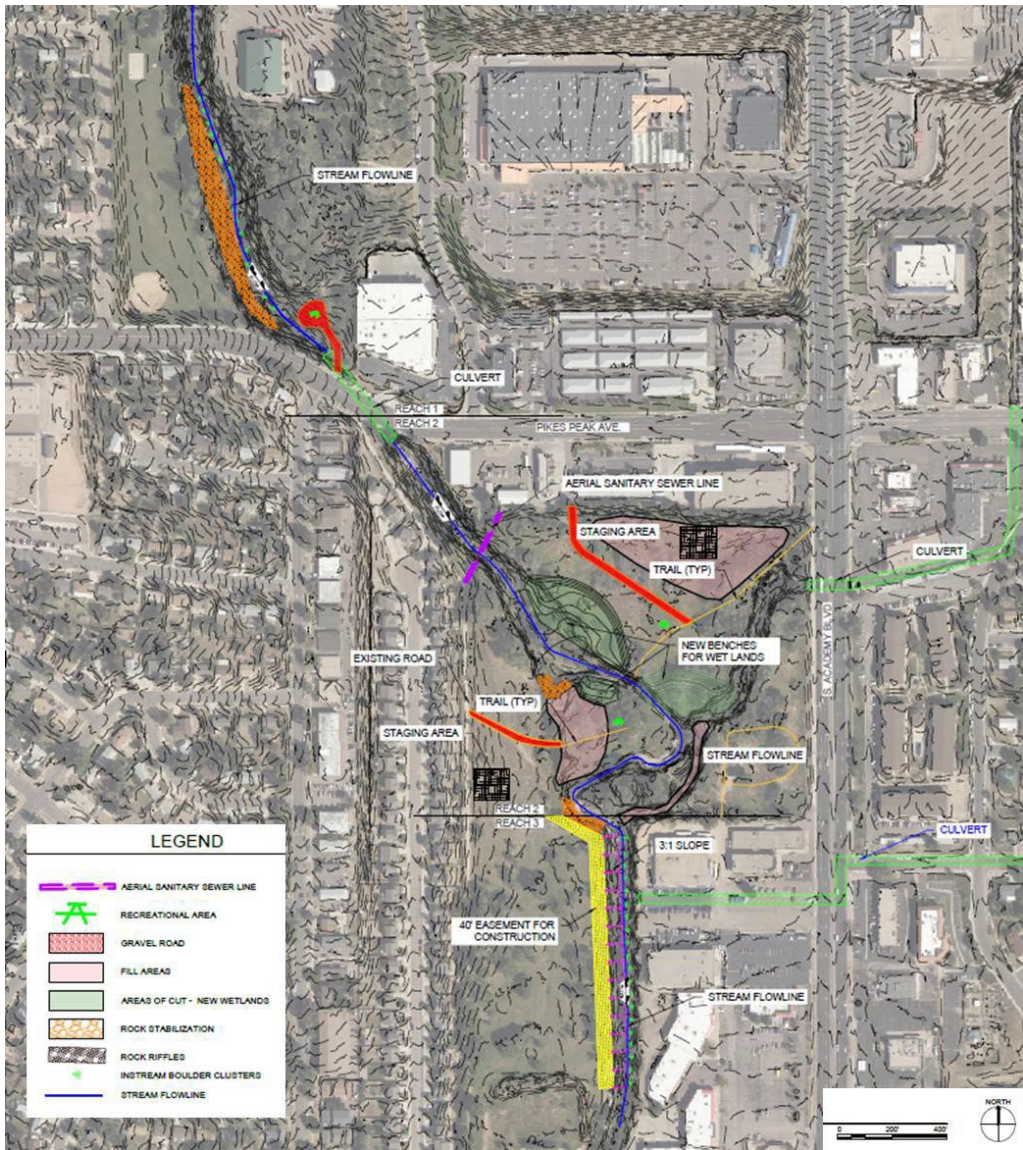 STREAM FLOWLINE
CULVERT
REACH 1
REACH 2
PIKES PEAK AVE.
AERIAL SANITARY SEWER LINE
STAGING AREA
TRAIL (TYP)
CULVERT
S. ACADEMY BLVD
NEW BENCHES
FOR WET LANDS
EXISTING ROAD
TRAIL (TYP)
STAGING AREA
STREAM FLOWLINE
REACH 2
REACH 3
3:1 SLOPE
CULVERT
40' EASEMENT FOR
CONSTRUCTION
STREAM FLOWLINE
LEGEND
AERIAL SANITARY SEWER LINE
RECREATIONAL AREA
GRAVEL ROAD
FILL AREAS
AREAS OF CUT - NEW WETLANDS
ROCK STABILIZATION
ROCK RIFFLES
INSTREAM BOULDER CLUSTERS
STREAM FLOWLINE
NORTH
0 200' 400'